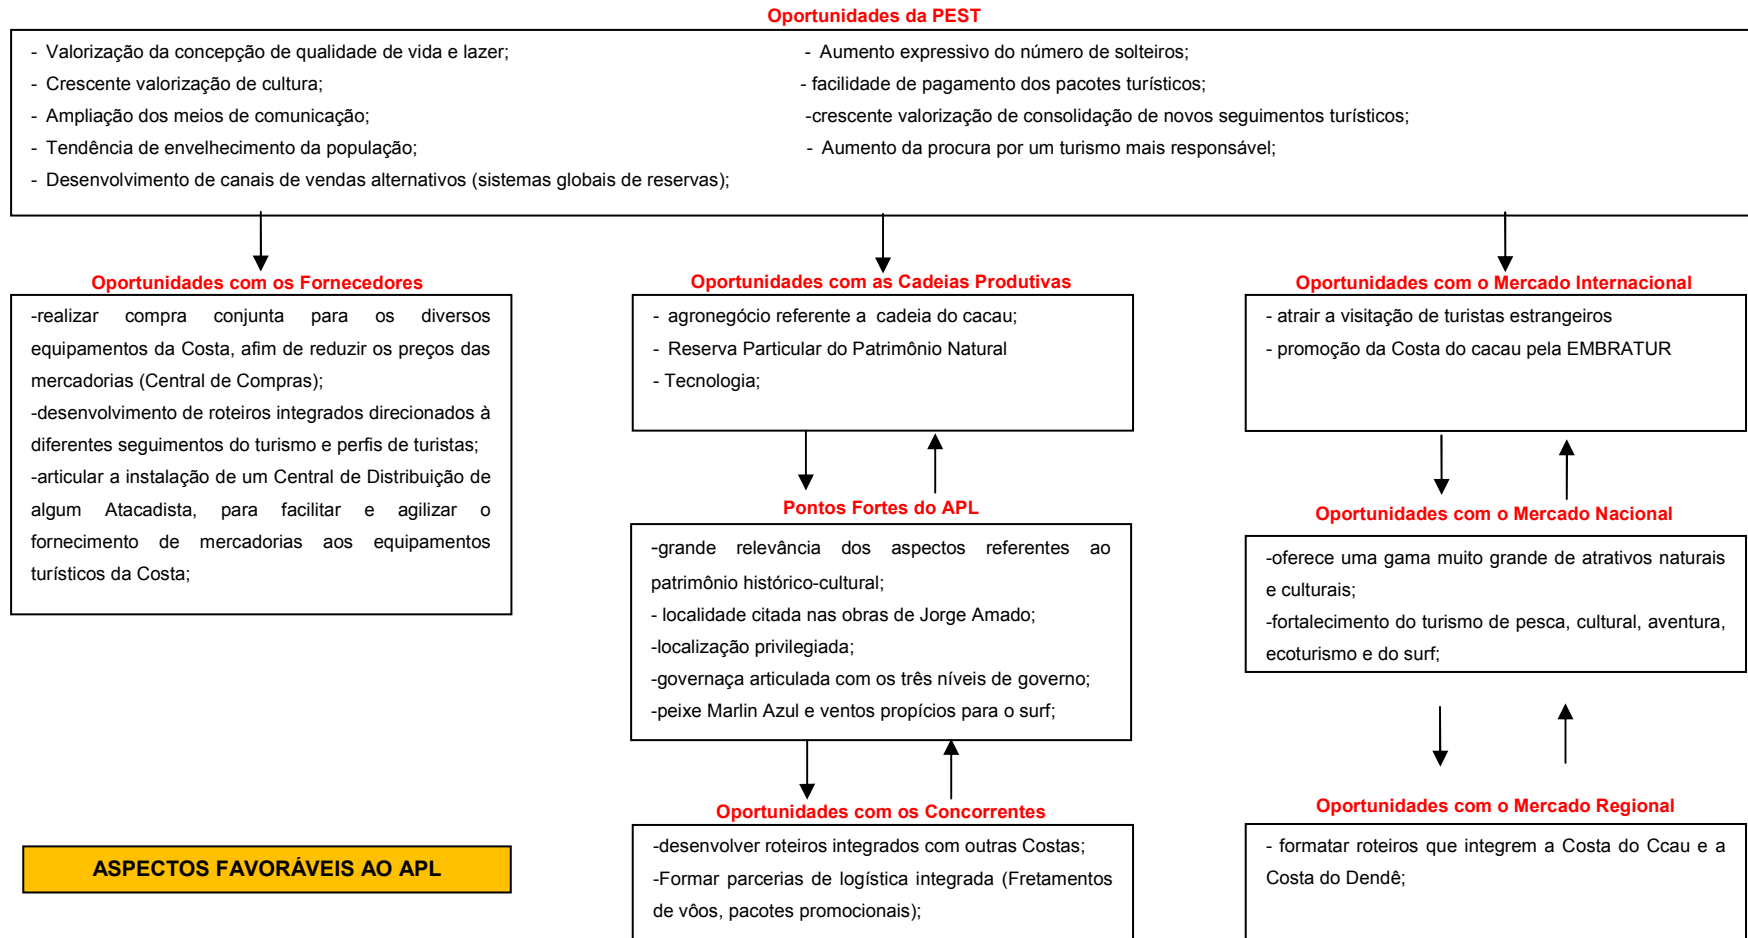 Oportunidades da PEST
- Valorização da concepção de qualidade de vida e lazer;
- Crescente valorização de cultura;
- Ampliação dos meios de comunicação;
- Tendência de envelhecimento da população;
- Desenvolvimento de canais de vendas alternativos (sistemas globais de reservas);
- Aumento expressivo do número de solteiros;
- facilidade de pagamento dos pacotes turísticos;
-crescente valorização de consolidação de novos seguimentos turísticos;
- Aumento da procura por um turismo mais responsável;
Oportunidades com os Fornecedores
-realizar compra conjunta para os diversos
equipamentos da Costa, afim de reduzir os preços das
mercadorias (Central de Compras);
-desenvolvimento de roteiros integrados direcionados à
diferentes seguimentos do turismo e perfis de turistas;
-articular a instalação de um Central de Distribuição de
algum Atacadista, para facilitar e agilizar o
fornecimento de mercadorias aos equipamentos
turísticos da Costa;
ASPECTOS FAVORÁVEIS AO APL
Oportunidades com as Cadeias Produtivas
- agronegócio referente a cadeia do cacau;
- Reserva Particular do Patrimônio Natural
- Tecnologia;
Pontos Fortes do APL
-grande relevância dos aspectos referentes ao
patrimônio histórico-cultural;
- localidade citada nas obras de Jorge Amado;
-localização privilegiada;
-governaça articulada com os três níveis de governo;
-peixe Marlin Azul e ventos propícios para o surf;
Oportunidades com os Concorrentes
-desenvolver roteiros integrados com outras Costas;
-Formar parcerias de logística integrada (Fretamentos
de vôos, pacotes promocionais);
Oportunidades com o Mercado Internacional
- atrair a visitação de turistas estrangeiros
- promoção da Costa do cacau pela EMBRATUR
Oportunidades com o Mercado Nacional
-oferece uma gama muito grande de atrativos naturais
e culturais;
-fortalecimento do turismo de pesca, cultural, aventura,
ecoturismo e do surf;
Oportunidades com o Mercado Regional
- formatar roteiros que integrem a Costa do Ccau e a
Costa do Dendê;